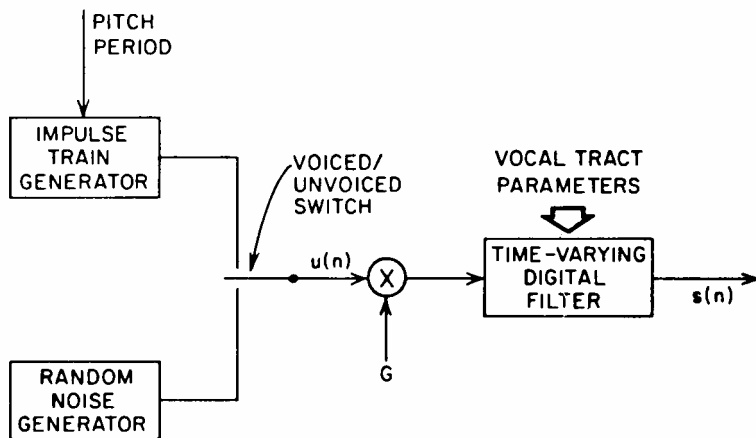 PITCH
PERIOD
IMPULSE
TRAIN
GENERATOR
VOICED/
UNVOICED
SWITCH
VOCAL TRACT
PARAMETERS
u(n)
X
TIME-VARYING
DIGITAL
FILTER
s(n)
G
RANDOM
NOISE
GENERATOR